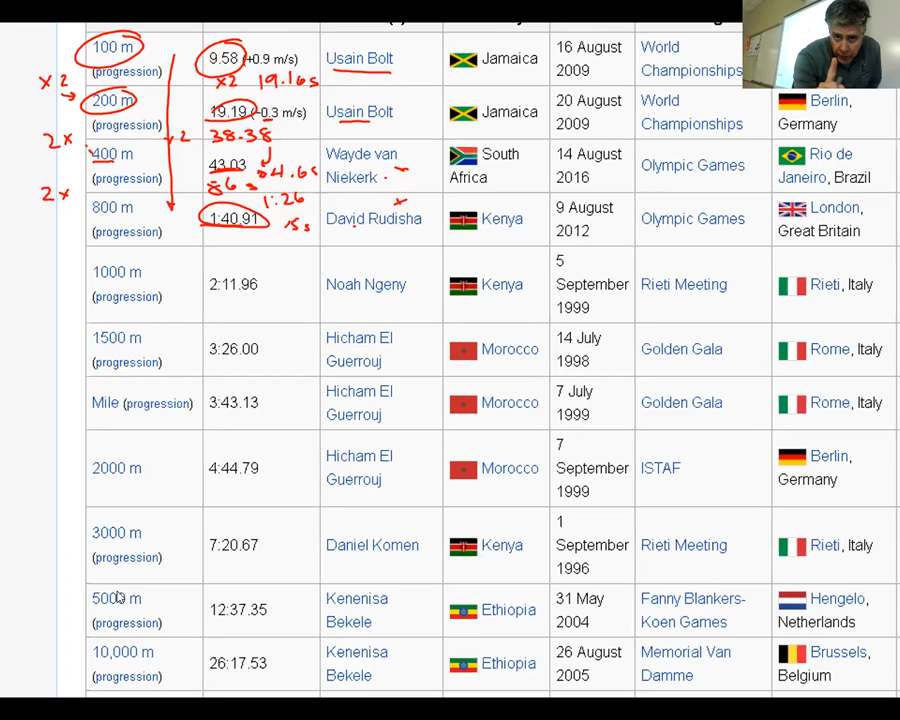 100 m
(progression)
9.58 (+0.9 m/s)
Usain Bolt
Jamaica
16 August
2009
World
Championships
x 2
x2 19.16s
200 m
(progression)
19.19 (−0.3 m/s)
Usain Bolt
Jamaica
20 August
2009
World
Championships
Berlin,
Germany
2x
38.38
2
400 m
(progression)
43.03
Wayde van
Niekerk
South
Africa
14 August
2016
Olympic Games
Rio de
Janeiro, Brazil
4.6s
86 s
2x
1:26
800 m
(progression)
1:40.91
David Rudisha
Kenya
9 August
2012
Olympic Games
London,
Great Britain
15s
1000 m
(progression)
2:11.96
Noah Ngeny
Kenya
5
September
1999
Rieti Meeting
Rieti, Italy
1500 m
(progression)
3:26.00
Hicham El
Guerrouj
Morocco
14 July
1998
Golden Gala
Rome, Italy
Mile (progression)
3:43.13
Hicham El
Guerrouj
Morocco
7 July
1999
Golden Gala
Rome, Italy
2000 m
4:44.79
Hicham El
Guerrouj
Morocco
7
September
1999
ISTAF
Berlin,
Germany
3000 m
(progression)
7:20.67
Daniel Komen
Kenya
1
September
1996
Rieti Meeting
Rieti, Italy
5000 m
(progression)
12:37.35
Kenenisa
Bekele
Ethiopia
31 May
2004
Fanny Blankers-
Koen Games
Hengelo,
Netherlands
10,000 m
(progression)
26:17.53
Kenenisa
Bekele
Ethiopia
26 August
2005
Memorial Van
Damme
Brussels,
Belgium